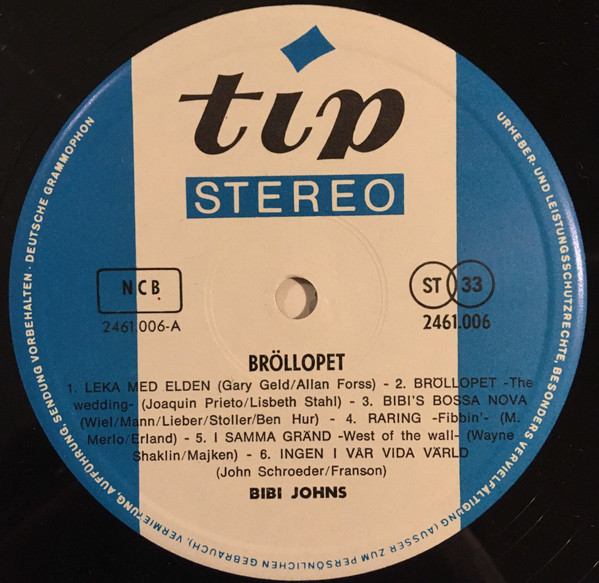 tip
STEREO
NCB
ST 33
2461.006-A
2461.006
BRÖLLOPET
1. LEKA MED ELDEN (Gary Geld/Allan Forss) - 2. BRÖLLOPET -The
wedding- (Joaquin Prieto/Lisbeth Stahl) - 3. BIBI'S BOSSA NOVA
(Wiel/Mann/Lieber/Stoller/Ben Hur) - 4. RARING -Fibbin'- (M.
Merlo/Erland) - 5. I SAMMA GRÄND -West of the wall- (Wayne
Shaklin/Majken) - 6. INGEN I VÅR VIDA VÄRLD
(John Schroeder/Franson)
BIBI JOHNS
URHEBER- UND LEISTUNGSSCHUTZRECHTE, BESONDERS VERVIELFÄLTIGUNG (AUSSER ZUM PERSÖNLICHEN GEBRAUCH), VERMIETUNG, AUFFÜHRUNG, SENDUNG VORBEHALTEN · DEUTSCHE GRAMMOPHON